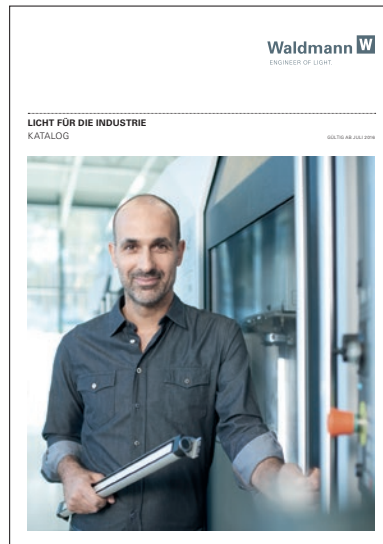 Waldmann W
ENGINEER OF LIGHT.
LICHT FÜR DIE INDUSTRIE
KATALOG
GÜLTIG AB JULI 2016